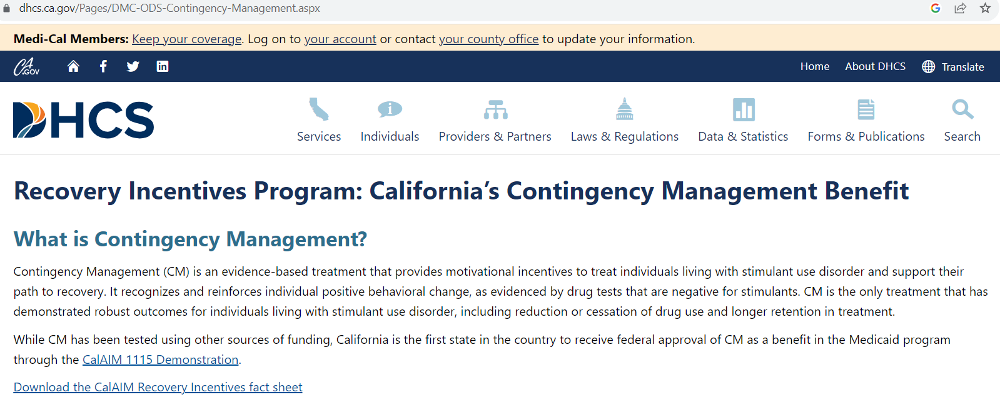 dhcs.ca.gov/Pages/DMC-ODS-Contingency-Management.aspx
Medi-Cal Members: Keep your coverage. Log on to your account or contact your county office to update your information.
CA.GOV Home About DHCS Translate
DHCS Services Individuals Providers & Partners Laws & Regulations Data & Statistics Forms & Publications Search
Recovery Incentives Program: California’s Contingency Management Benefit
What is Contingency Management?
Contingency Management (CM) is an evidence-based treatment that provides motivational incentives to treat individuals living with stimulant use disorder and support their
path to recovery. It recognizes and reinforces individual positive behavioral change, as evidenced by drug tests that are negative for stimulants. CM is the only treatment that has
demonstrated robust outcomes for individuals living with stimulant use disorder, including reduction or cessation of drug use and longer retention in treatment.
While CM has been tested using other sources of funding, California is the first state in the country to receive federal approval of CM as a benefit in the Medicaid program
through the CalAIM 1115 Demonstration.
Download the CalAIM Recovery Incentives fact sheet